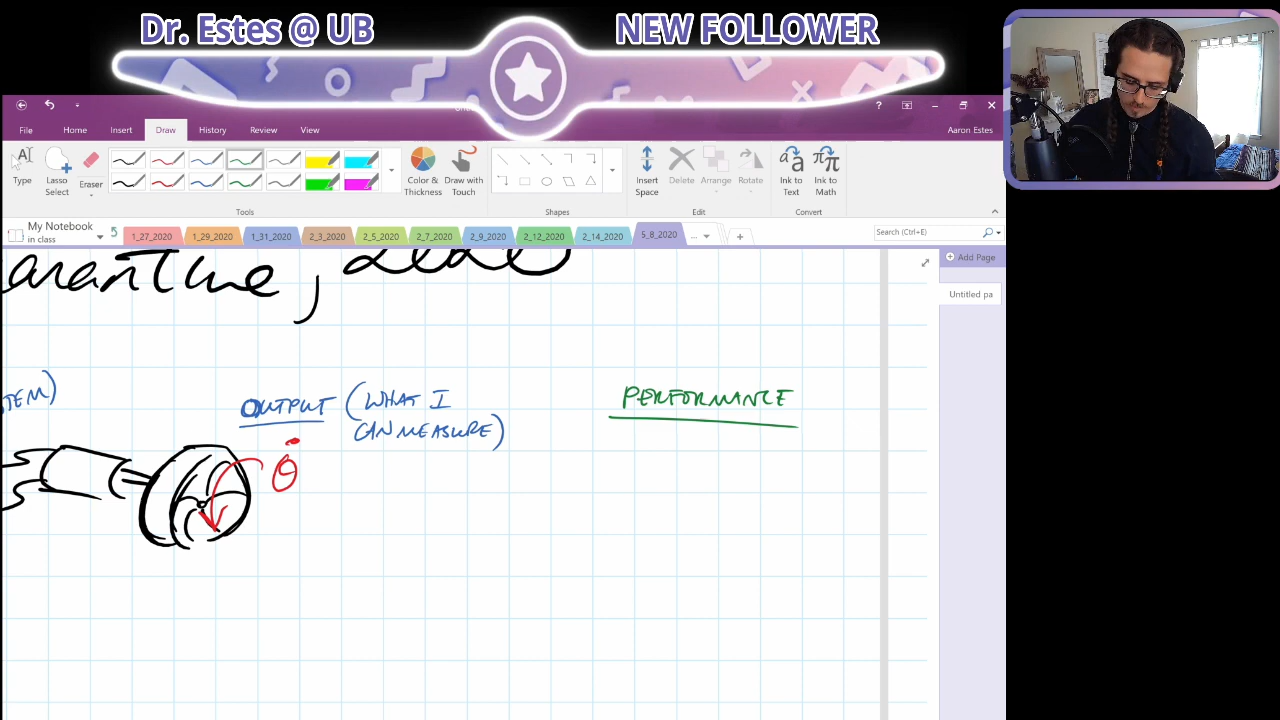 Dr. Estes @ UB
NEW FOLLOWER
Aaron Estes
File Home Insert Draw History Review View
Type
Lasso
Select
Eraser
Color &
Thickness
Draw with
Touch
Insert
Space
Delete
Arrange
Rotate
Ink to
Text
Ink to
Math
Tools
Shapes
Edit
Convert
My Notebook
in class
1_27_2020 1_29_2020 1_31_2020 2_3_2020 2_5_2020 2_7_2020 2_9_2020 2_12_2020 2_14_2020 5_8_2020 ...
Search (Ctrl+E)
Add Page
Untitled pa
arantine, 2020
TEM)
OUTPUT (WHAT I
CAN MEASURE)
PERFORMANCE
θ̇